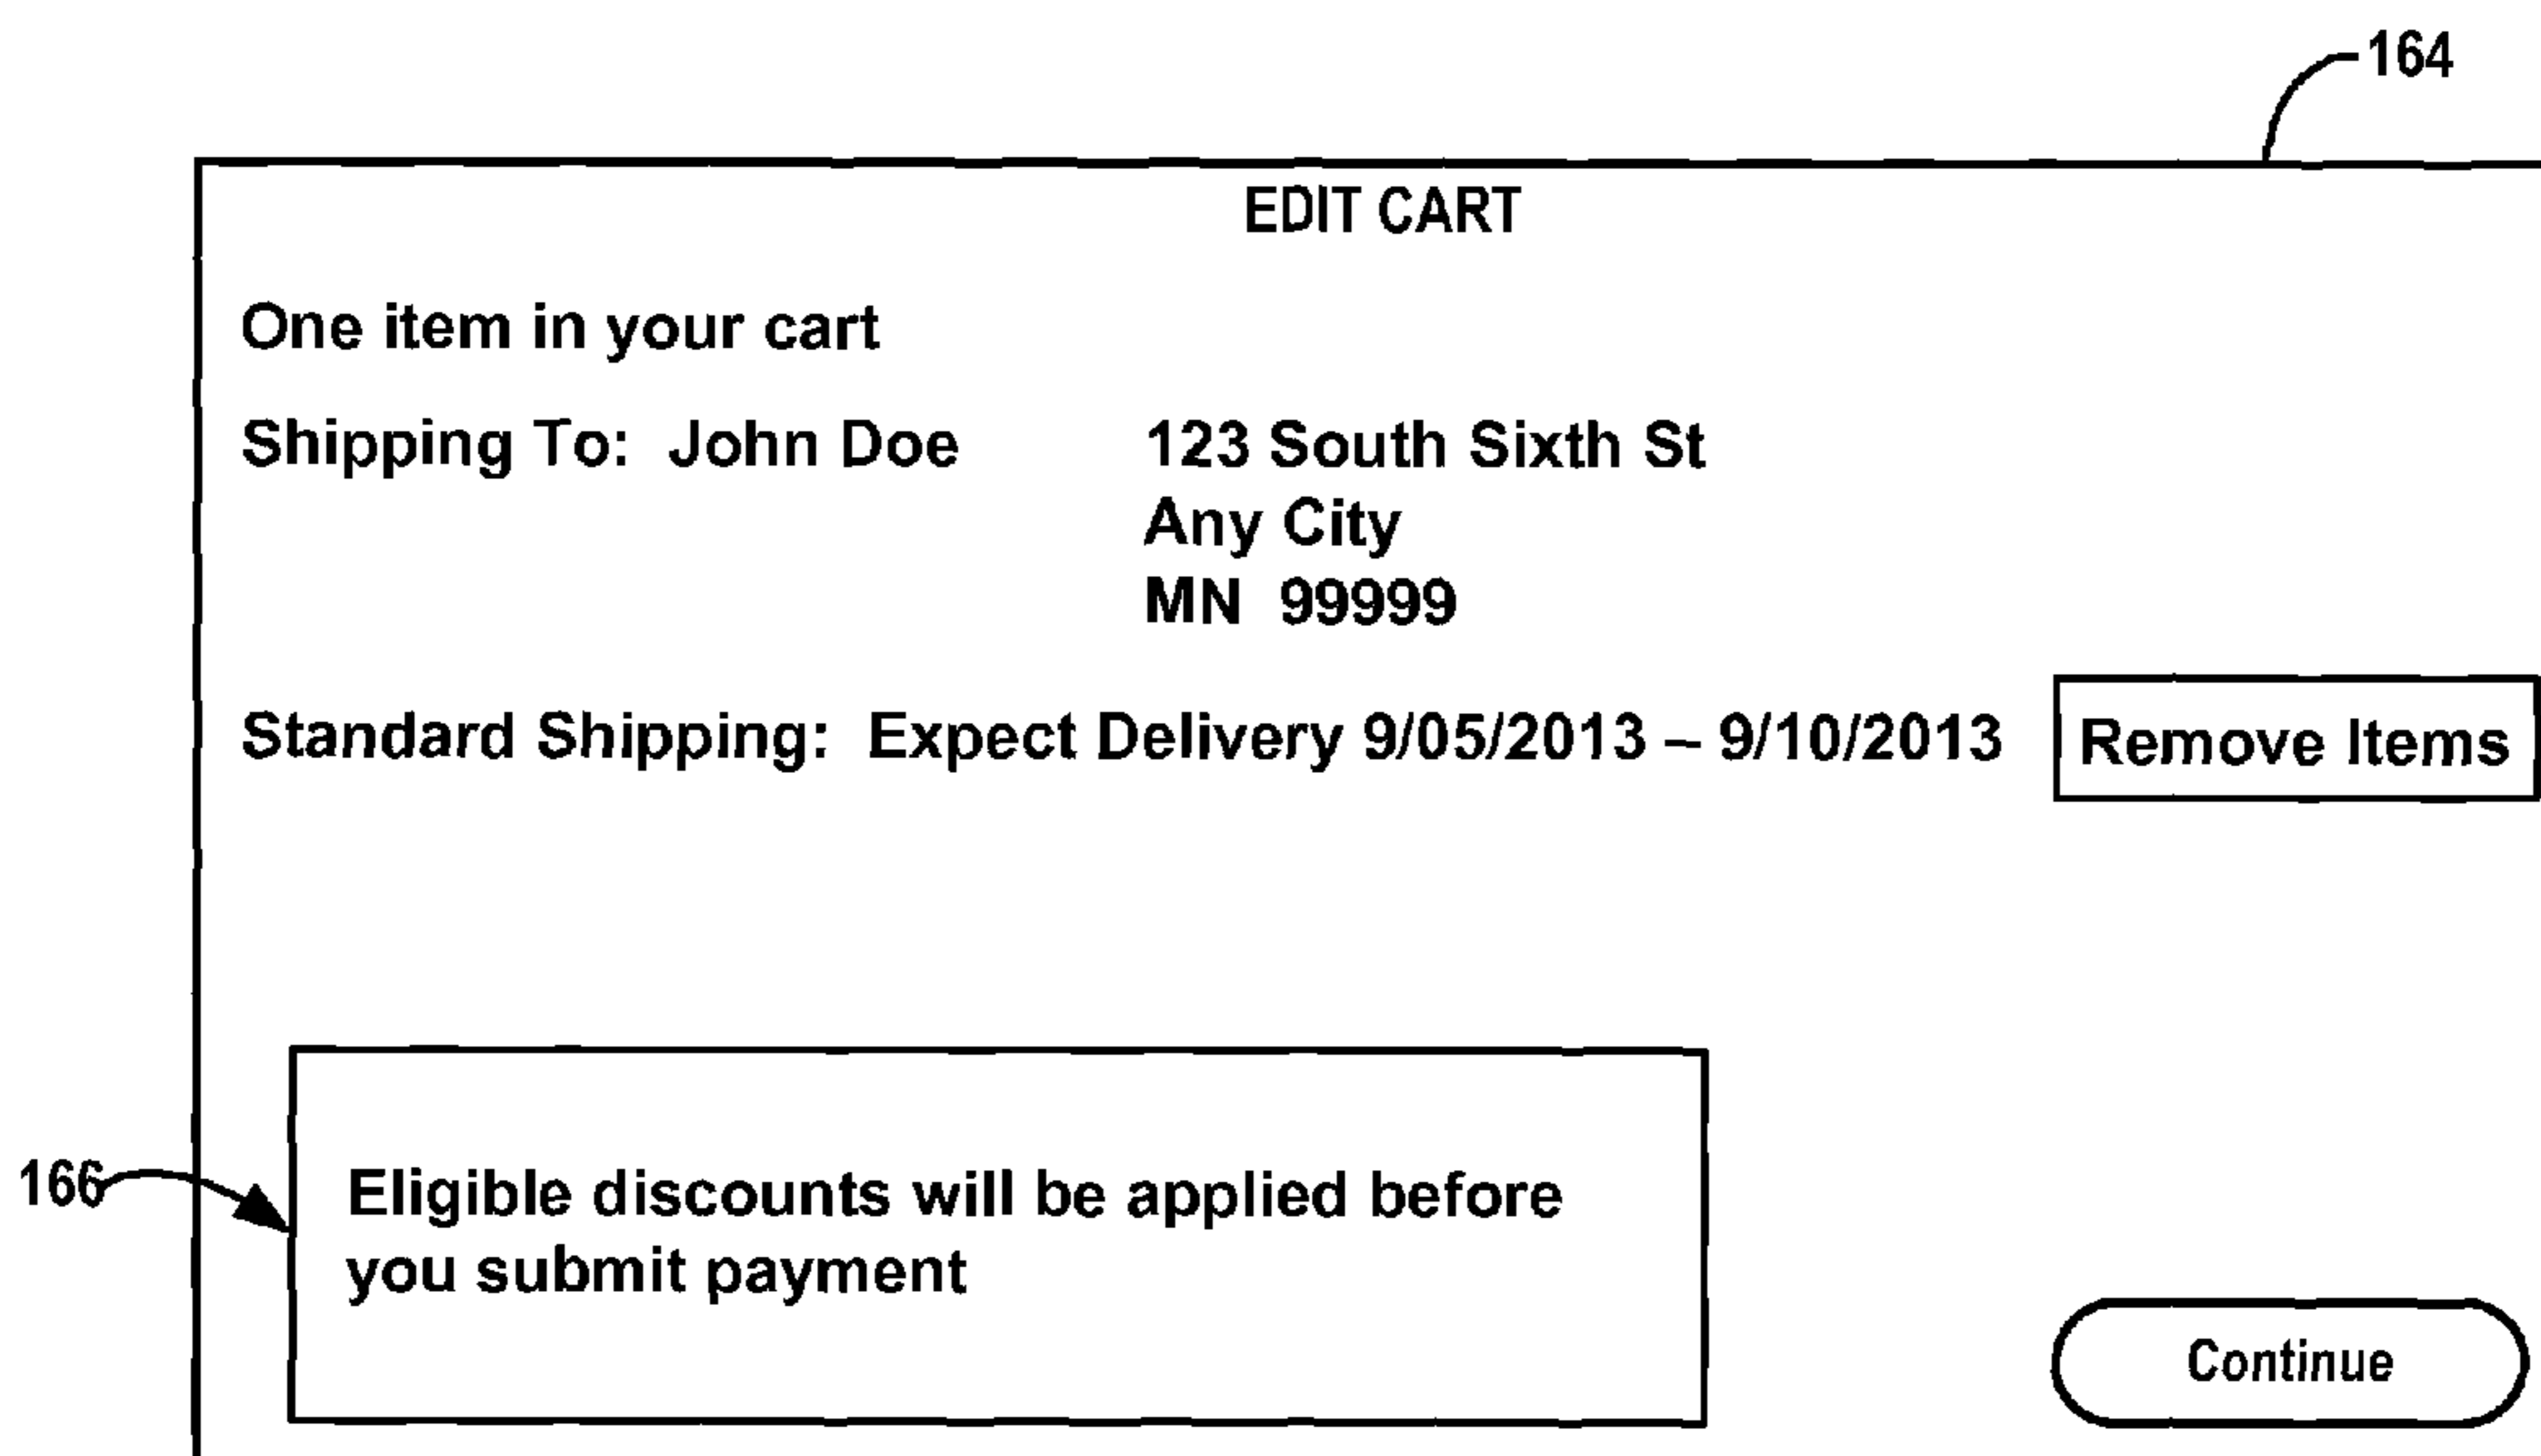 164
EDIT CART
One item in your cart
Shipping To: John Doe 123 South Sixth St
Any City
MN 99999
Standard Shipping: Expect Delivery 9/05/2013 – 9/10/2013 Remove Items
166
Eligible discounts will be applied before
you submit payment
Continue